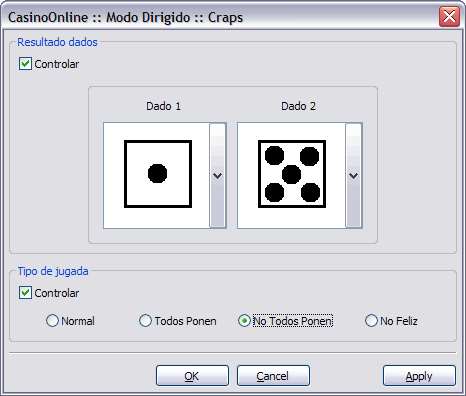 CasinoOnline :: Modo Dirigido :: Craps
Resultado dados
Controlar
Dado 1 Dado 2
Tipo de jugada
Controlar
Normal Todos Ponen No Todos Ponen No Feliz
OK Cancel Apply